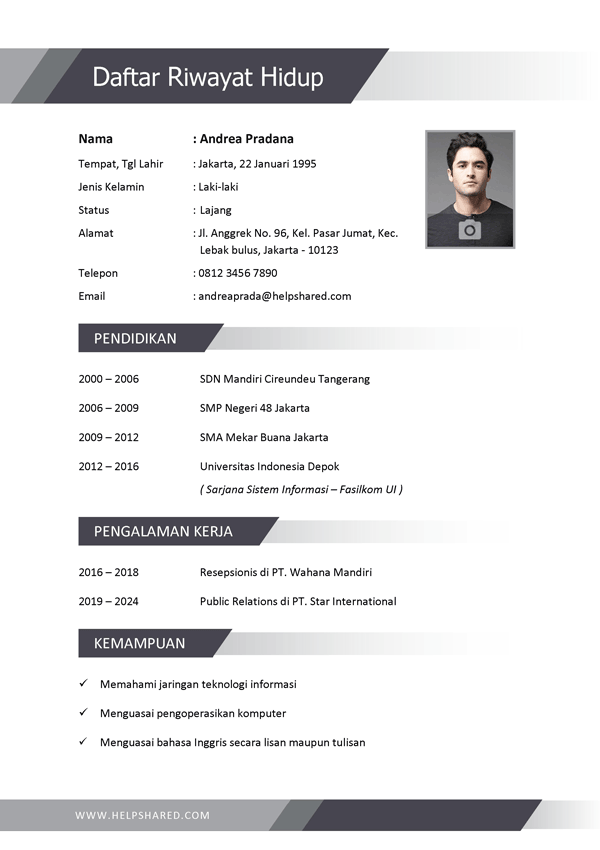 Daftar Riwayat Hidup
Nama : Andrea Pradana
Tempat, Tgl Lahir : Jakarta, 22 Januari 1995
Jenis Kelamin : Laki-laki
Status : Lajang
Alamat : Jl. Anggrek No. 96, Kel. Pasar Jumat, Kec.
Lebak bulus, Jakarta - 10123
Telepon : 0812 3456 7890
Email : andreaprada@helpshared.com
PENDIDIKAN
2000 – 2006 SDN Mandiri Cireundeu Tangerang
2006 – 2009 SMP Negeri 48 Jakarta
2009 – 2012 SMA Mekar Buana Jakarta
2012 – 2016 Universitas Indonesia Depok
( Sarjana Sistem Informasi – Fasilkom UI )
PENGALAMAN KERJA
2016 – 2018 Resepsionis di PT. Wahana Mandiri
2019 – 2024 Public Relations di PT. Star International
KEMAMPUAN
✓ Memahami jaringan teknologi informasi
✓ Menguasai pengoperasikan komputer
✓ Menguasai bahasa Inggris secara lisan maupun tulisan
WWW.HELPSHARED.COM